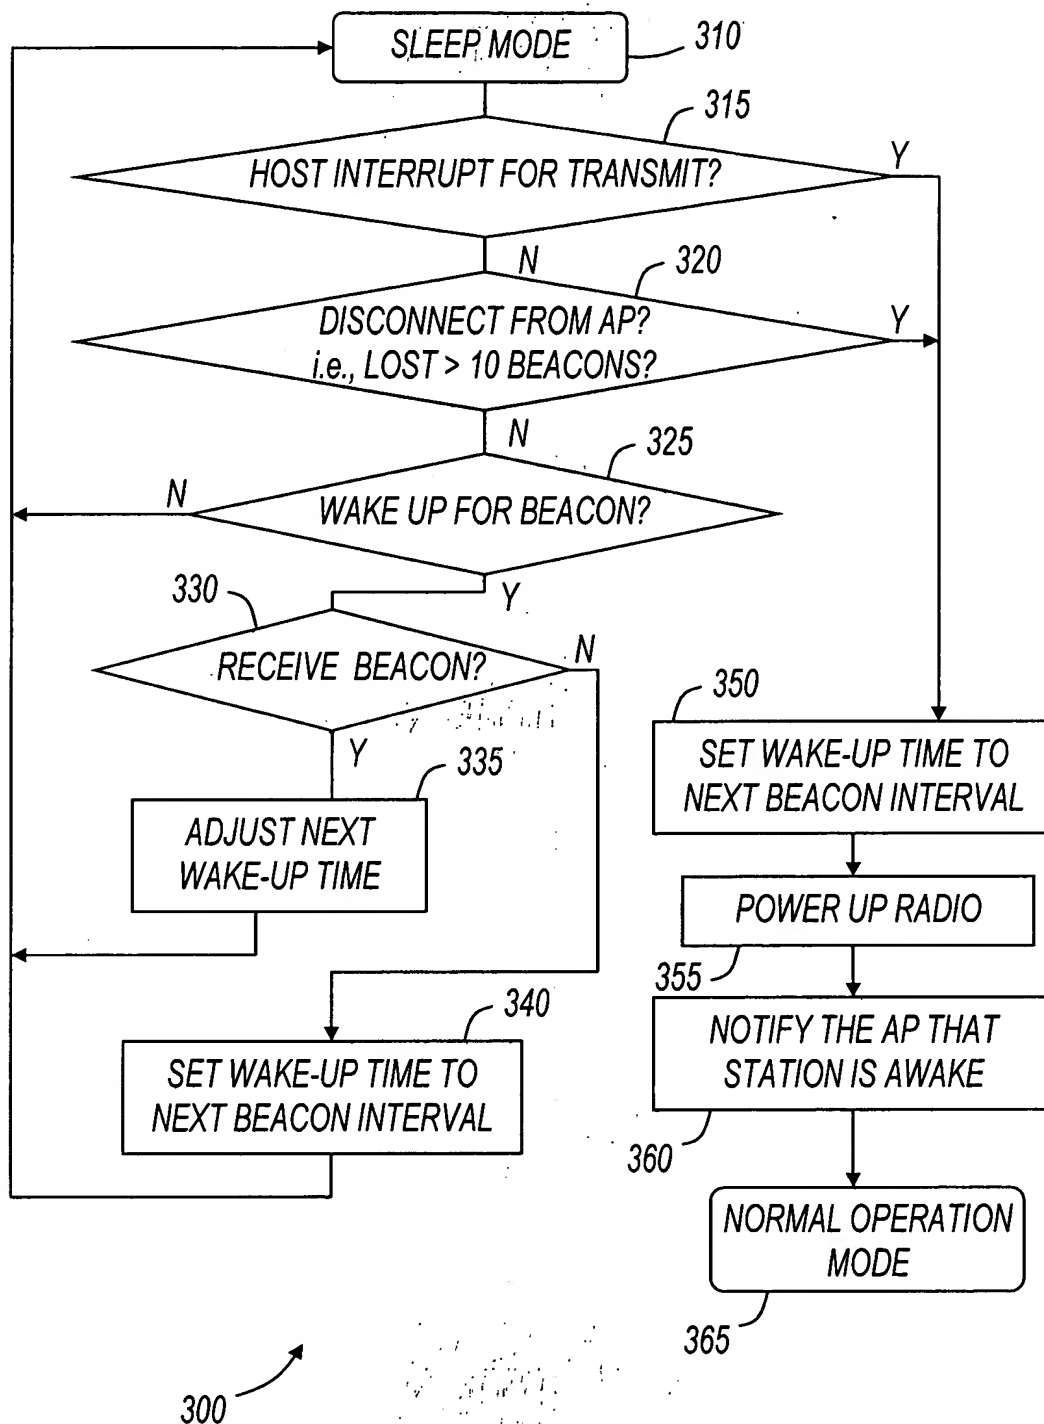 SLEEP MODE
310
315
HOST INTERRUPT FOR TRANSMIT?
Y
N
320
DISCONNECT FROM AP?
i.e., LOST > 10 BEACONS?
Y
N
325
WAKE UP FOR BEACON?
N
Y
330
RECEIVE BEACON?
N
Y
335
ADJUST NEXT
WAKE-UP TIME
340
SET WAKE-UP TIME TO
NEXT BEACON INTERVAL
350
SET WAKE-UP TIME TO
NEXT BEACON INTERVAL
POWER UP RADIO
355
NOTIFY THE AP THAT
STATION IS AWAKE
360
NORMAL OPERATION
MODE
365
300